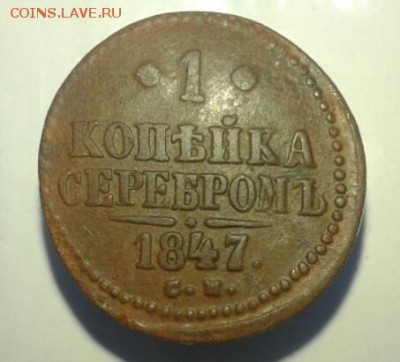 COINS.LAVE.RU
• 1 •
КОПѢЙКА
СЕРЕБРОМЪ
1847.
С.М.